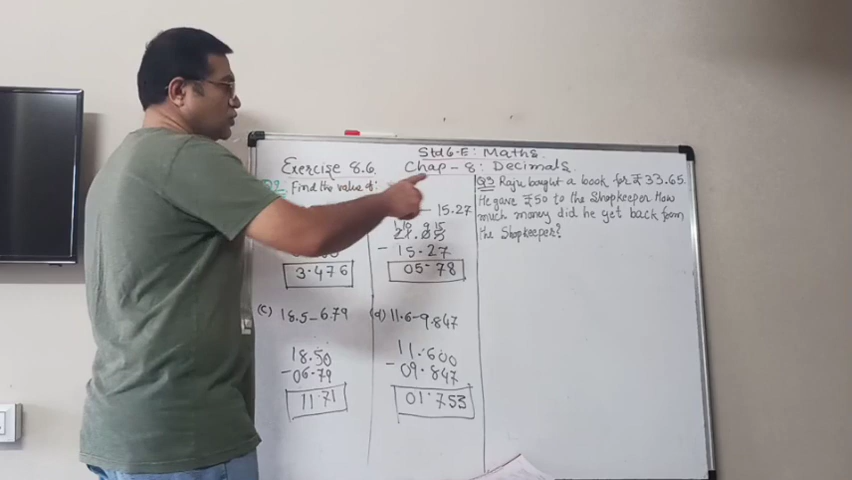 Std 6-E: Maths.
Exercise 8.6. Chap - 8: Decimals.
Q2 Find the value of:
- 15.27
- 15.27
3.476
05.78
(c) 18.5-6.79
18.50
-06.79
11.71
(d) 11.6-9.847
11.600
-09.847
01.753
Q3 Raju bought a book for ₹33.65.
He gave ₹50 to the Shopkeeper How
much money did he get back from
the Shopkeeper?